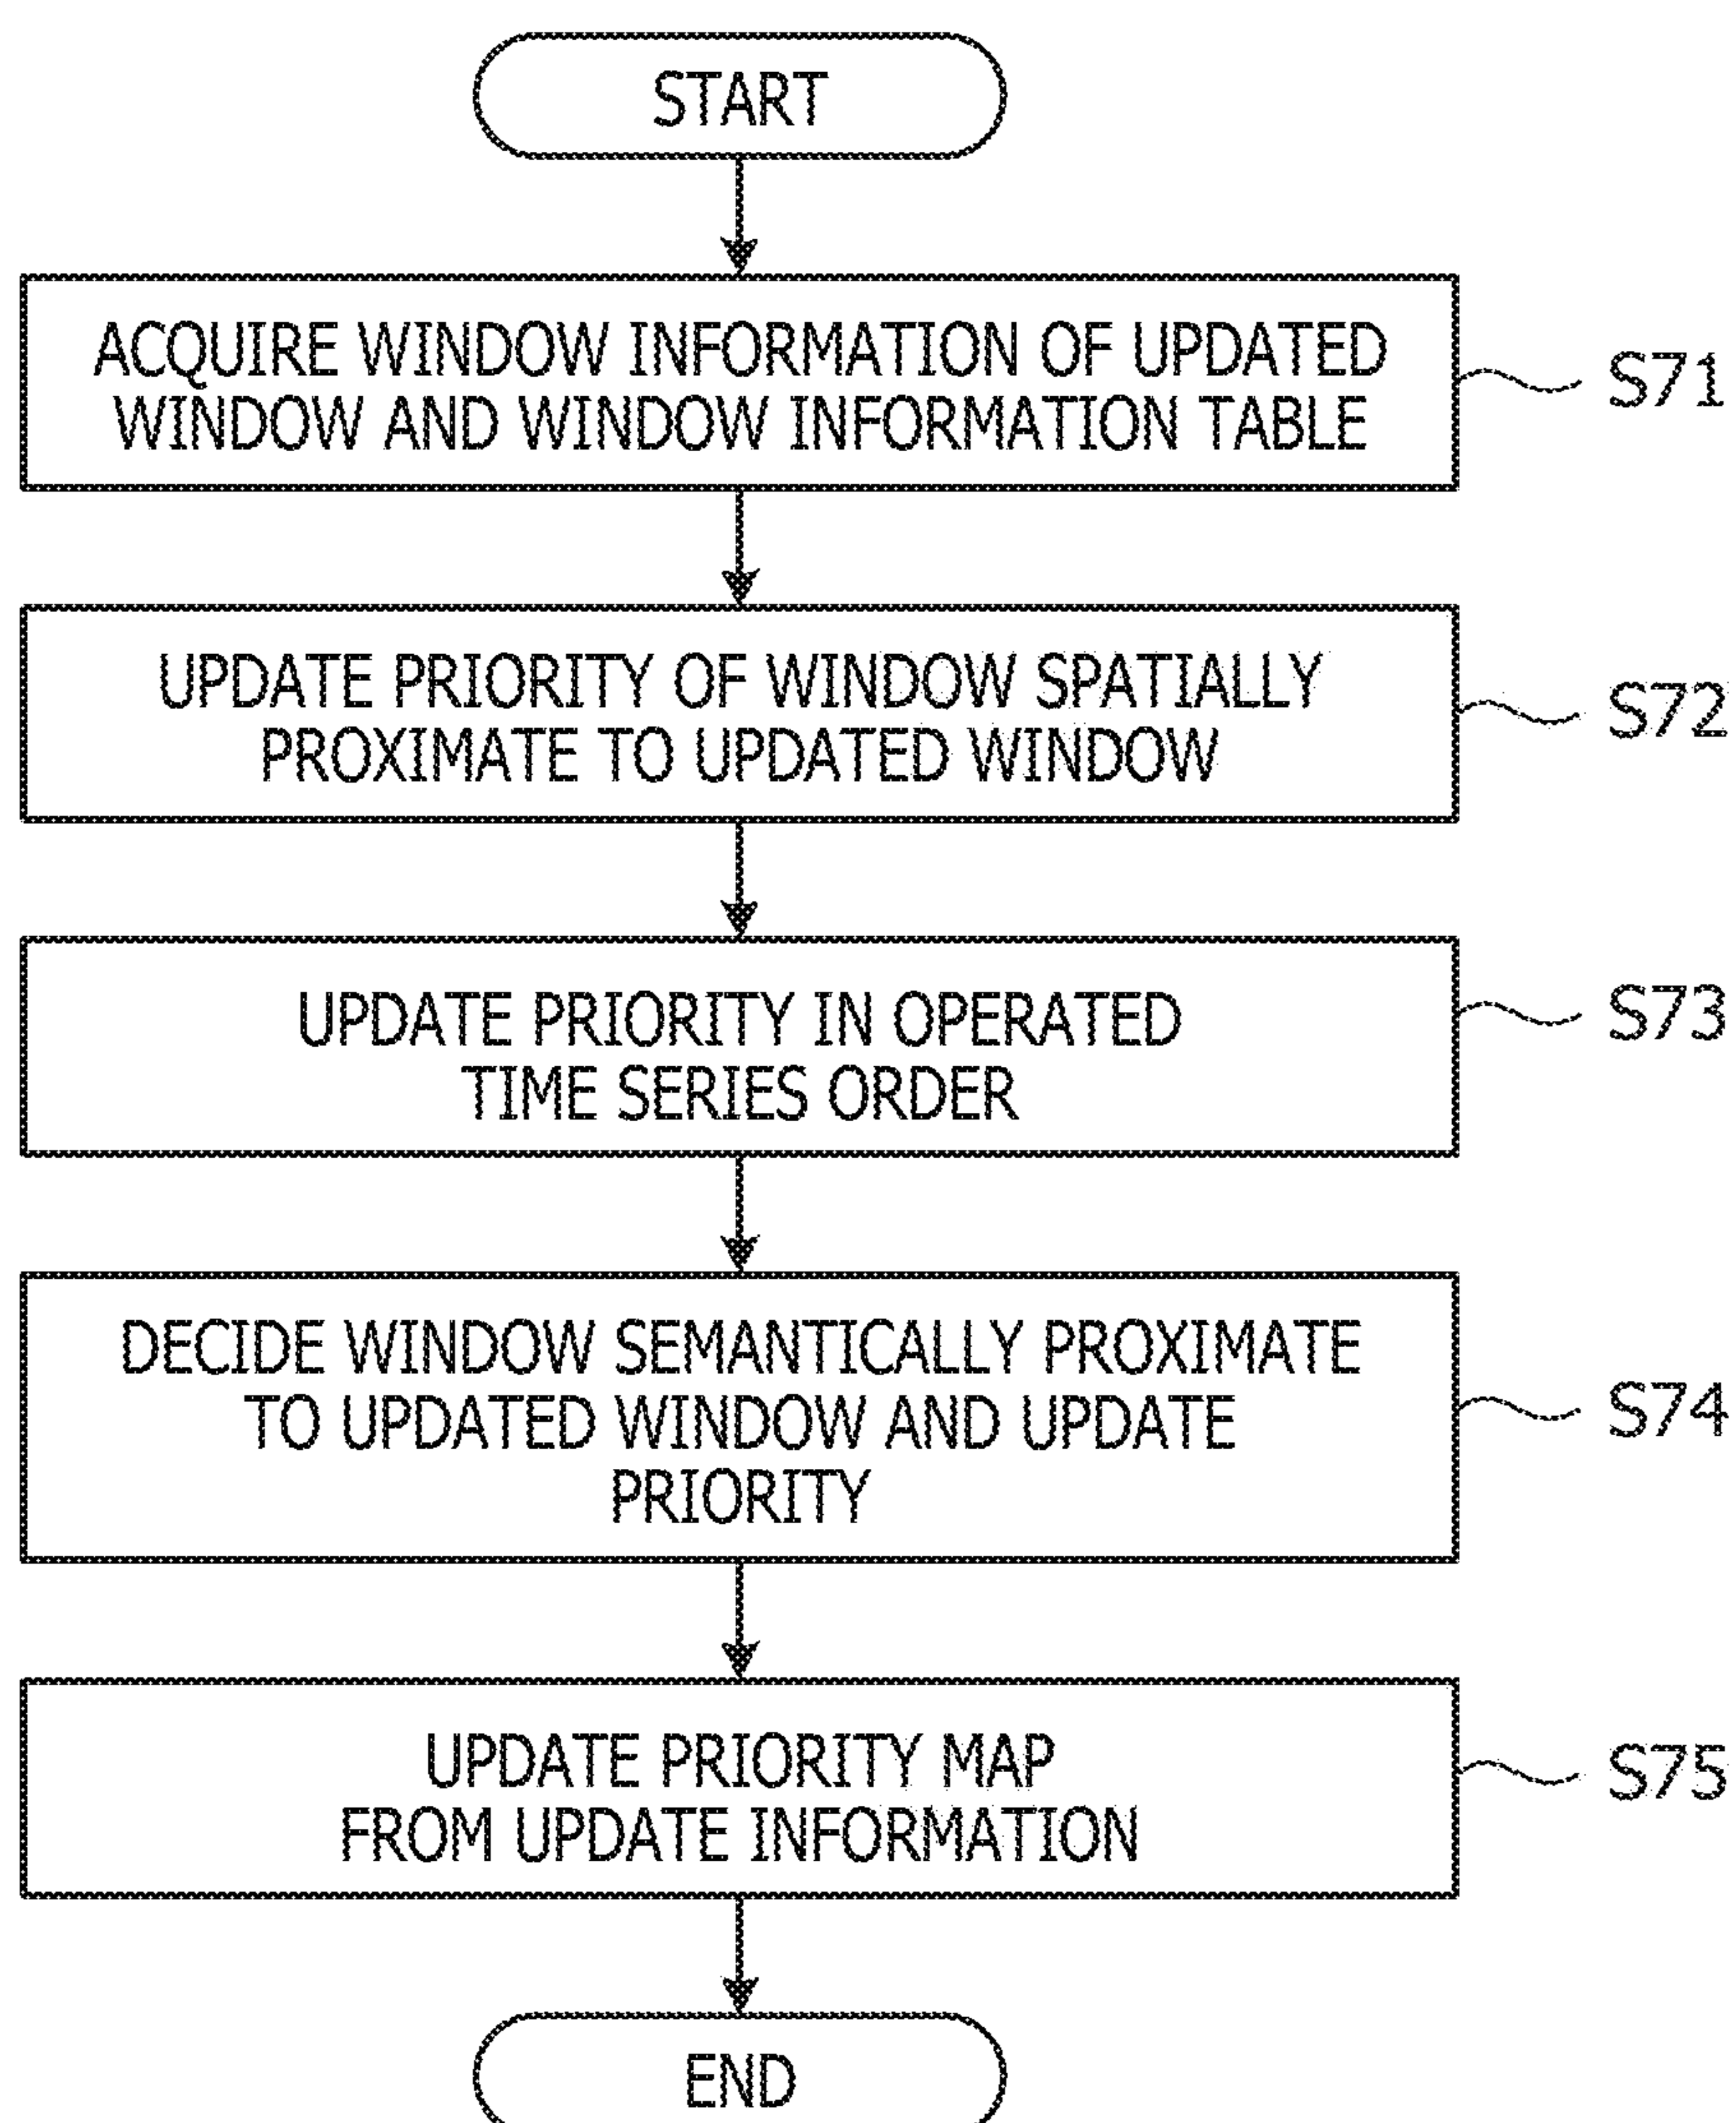 START
ACQUIRE WINDOW INFORMATION OF UPDATED
WINDOW AND WINDOW INFORMATION TABLE
S71
UPDATE PRIORITY OF WINDOW SPATIALLY
PROXIMATE TO UPDATED WINDOW
S72
UPDATE PRIORITY IN OPERATED
TIME SERIES ORDER
S73
DECIDE WINDOW SEMANTICALLY PROXIMATE
TO UPDATED WINDOW AND UPDATE
PRIORITY
S74
UPDATE PRIORITY MAP
FROM UPDATE INFORMATION
S75
END